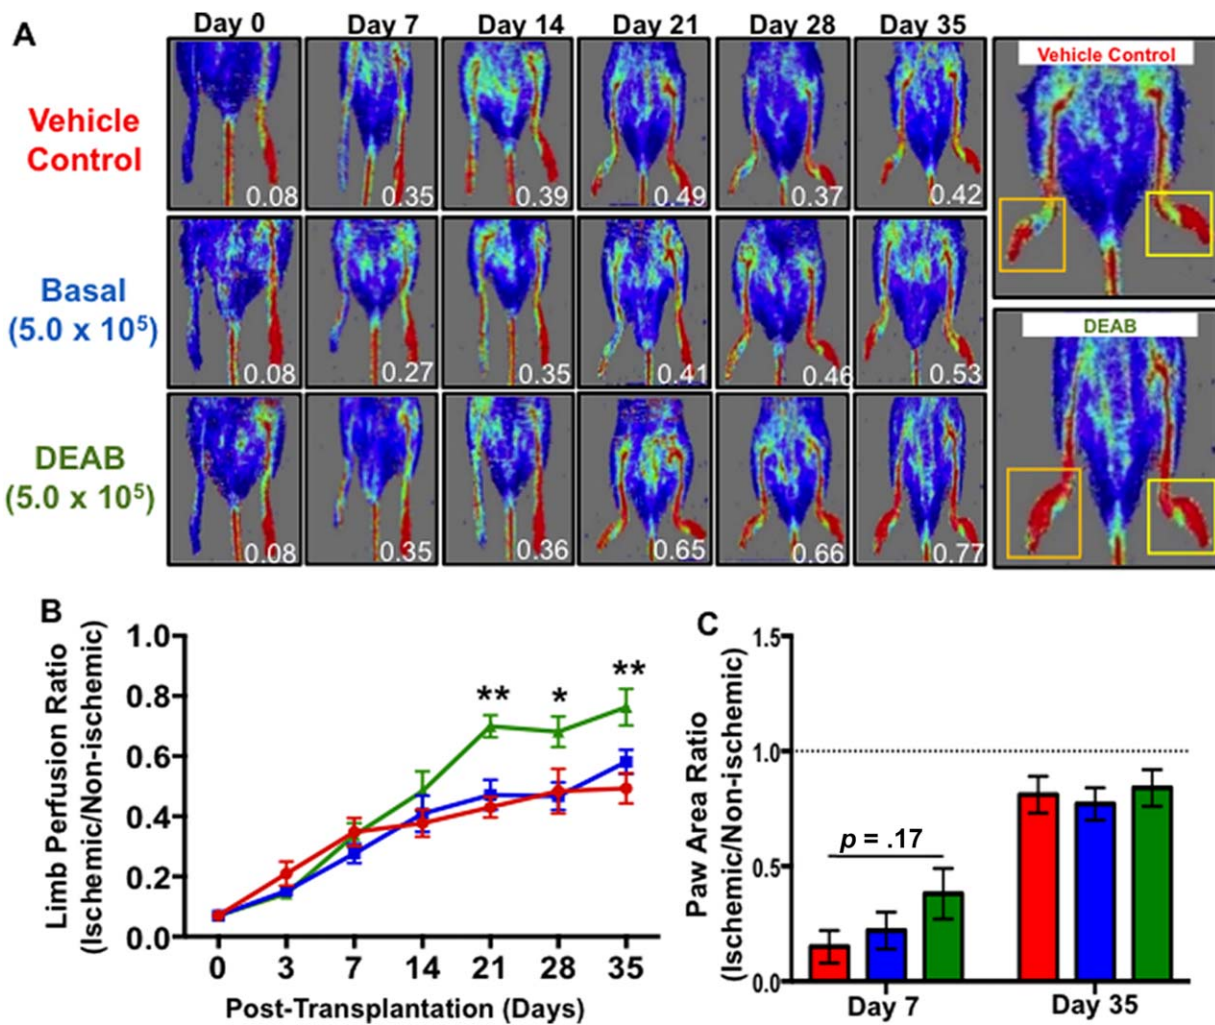 A
Day 0 Day 7 Day 14 Day 21 Day 28 Day 35
Vehicle Control
Vehicle
Control
0.08 0.35 0.39 0.49 0.37 0.42
Basal
(5.0 x 10⁵)
0.08 0.27 0.35 0.41 0.46 0.53
DEAB
DEAB
(5.0 x 10⁵)
0.08 0.35 0.36 0.65 0.66 0.77
B
Limb Perfusion Ratio
(Ischemic/Non-ischemic)
1.0
0.8
0.6
0.4
0.2
0.0
** * **
0 3 7 14 21 28 35
Post-Transplantation (Days)
C
Paw Area Ratio
(Ischemic/Non-ischemic)
1.5
1.0
0.5
0.0
p = .17
Day 7 Day 35